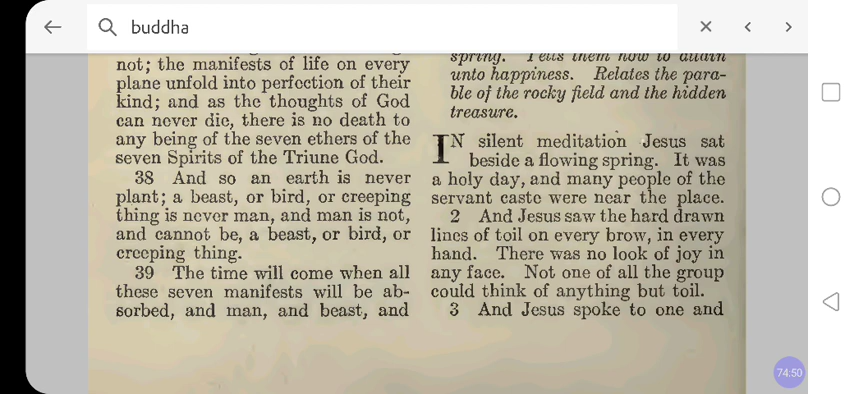 buddha
not; the manifests of life on every
plane unfold into perfection of their
kind; and as the thoughts of God
can never die, there is no death to
any being of the seven ethers of the
seven Spirits of the Triune God.
38 And so an earth is never
plant; a beast, or bird, or creeping
thing is never man, and man is not,
and cannot be, a beast, or bird, or
creeping thing.
39 The time will come when all
these seven manifests will be ab-
sorbed, and man, and beast, and
spring. Tells them how to attain
unto happiness. Relates the para-
ble of the rocky field and the hidden
treasure.
IN silent meditation Jesus sat
beside a flowing spring. It was
a holy day, and many people of the
servant caste were near the place.
2 And Jesus saw the hard drawn
lines of toil on every brow, in every
hand. There was no look of joy in
any face. Not one of all the group
could think of anything but toil.
3 And Jesus spoke to one and
74:50